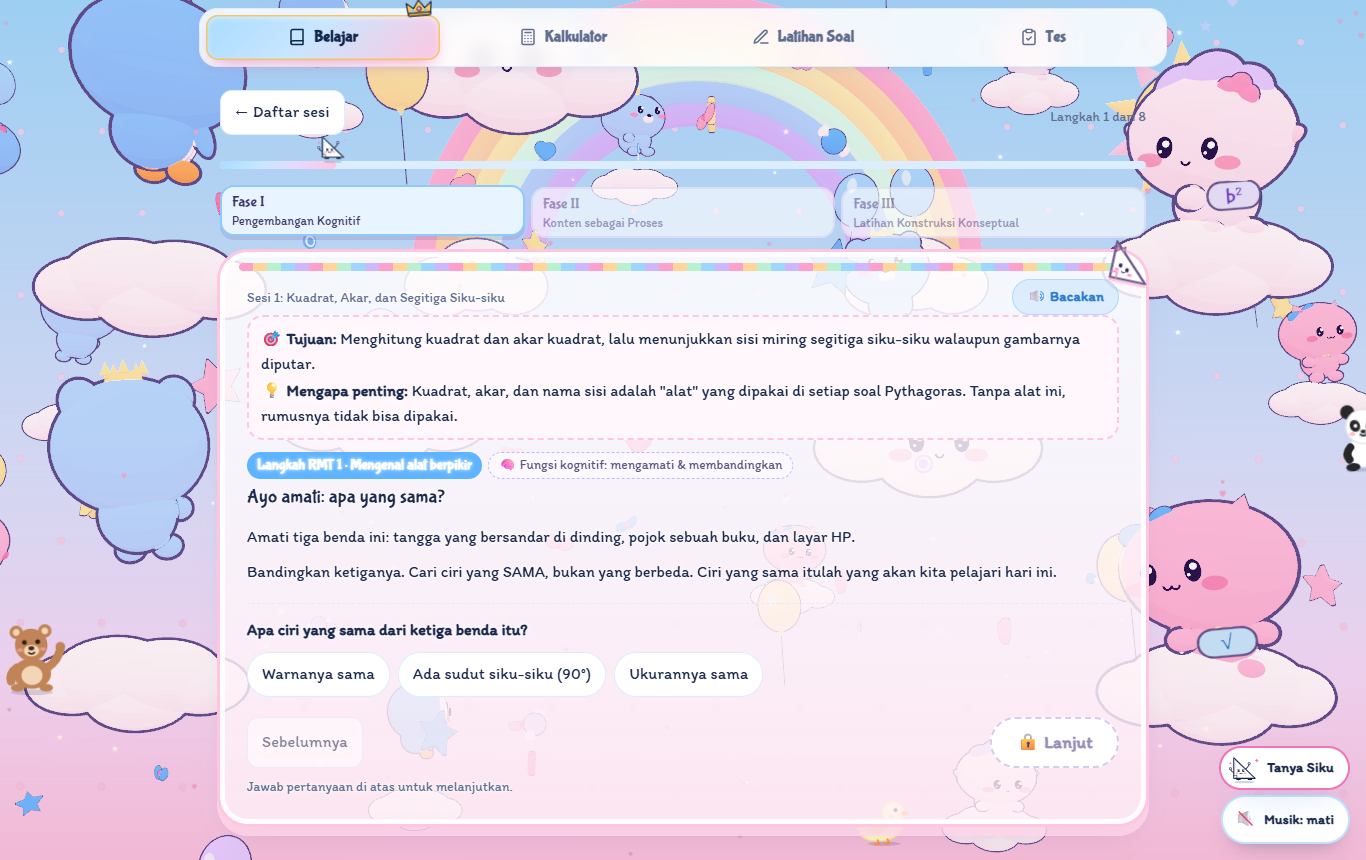 Belajar
Kalkulator
Latihan Soal
Tes
← Daftar sesi
Langkah 1 dari 8
Fase I
Pengembangan Kognitif
Fase II
Konten sebagai Proses
Fase III
Latihan Konstruksi Konseptual
b²
Sesi 1: Kuadrat, Akar, dan Segitiga Siku-siku
Bacakan
Tujuan: Menghitung kuadrat dan akar kuadrat, lalu menunjukkan sisi miring segitiga siku-siku walaupun gambarnya
diputar.
Mengapa penting: Kuadrat, akar, dan nama sisi adalah "alat" yang dipakai di setiap soal Pythagoras. Tanpa alat ini,
rumusnya tidak bisa dipakai.
Langkah RMT 1 · Mengenal alat berpikir
Fungsi kognitif: mengamati & membandingkan
Ayo amati: apa yang sama?
Amati tiga benda ini: tangga yang bersandar di dinding, pojok sebuah buku, dan layar HP.
Bandingkan ketiganya. Cari ciri yang SAMA, bukan yang berbeda. Ciri yang sama itulah yang akan kita pelajari hari ini.
Apa ciri yang sama dari ketiga benda itu?
Warnanya sama
Ada sudut siku-siku (90°)
Ukurannya sama
√
Sebelumnya
Lanjut
Jawab pertanyaan di atas untuk melanjutkan.
Tanya Siku
Musik: mati